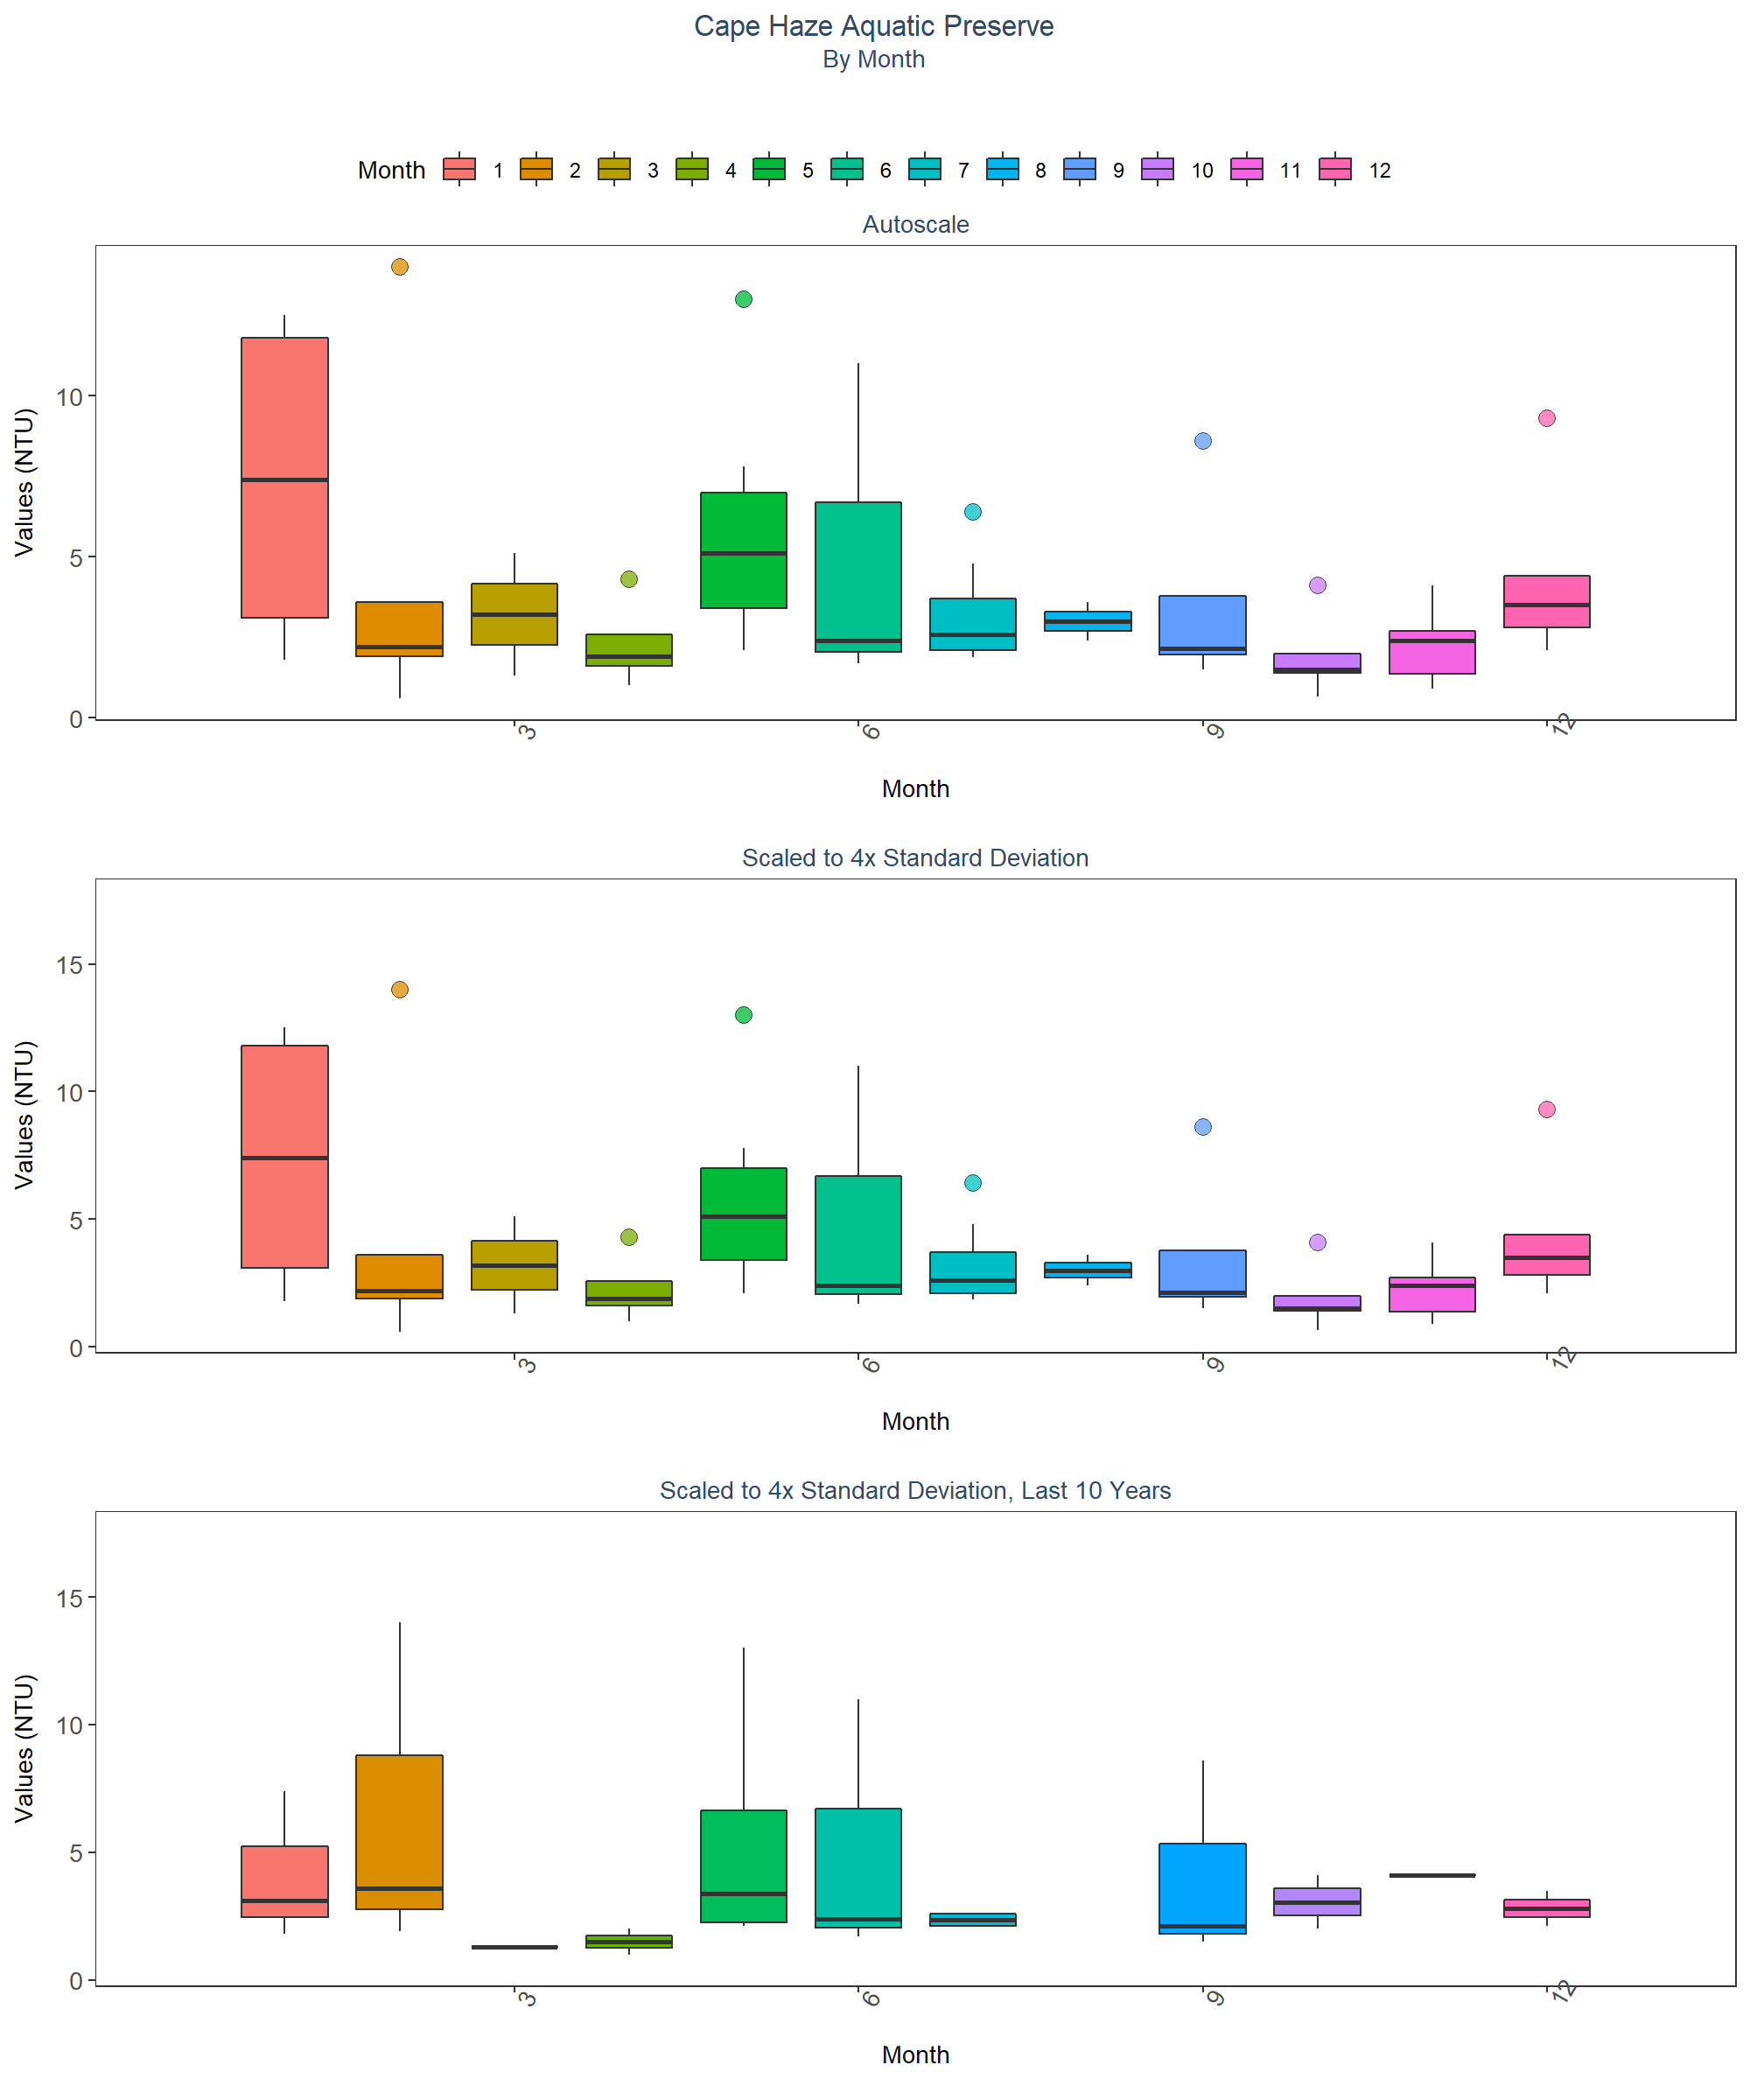 Cape Haze Aquatic Preserve
By Month
Month 1 2 3 4 5 6 7 8 9 10 11 12
Autoscale
Values (NTU)
10
5
0
3 6 9 12
Month
Scaled to 4x Standard Deviation
Values (NTU)
15
10
5
0
3 6 9 12
Month
Scaled to 4x Standard Deviation, Last 10 Years
Values (NTU)
15
10
5
0
3 6 9 12
Month